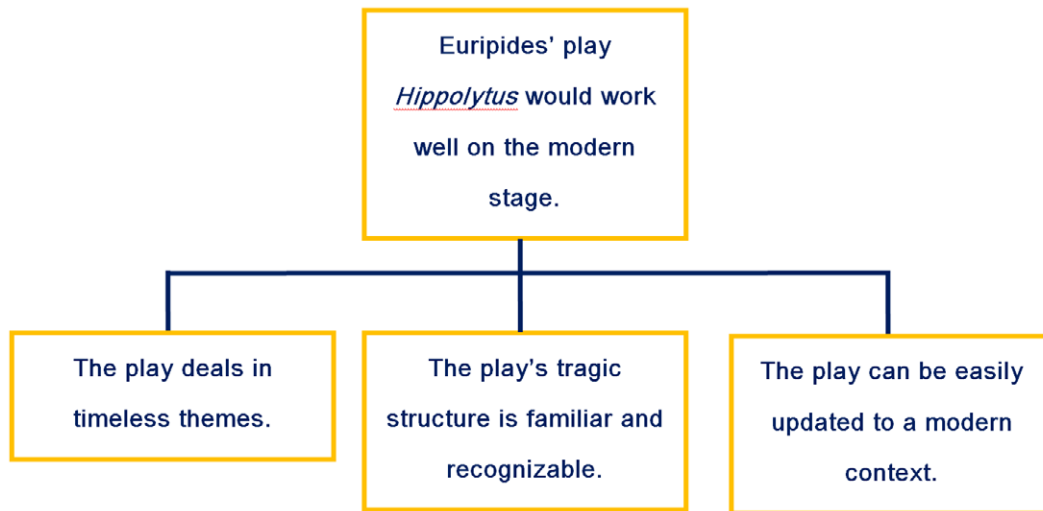 Euripides’ play
Hippolytus would work
well on the modern
stage.
The play deals in
timeless themes.
The play’s tragic
structure is familiar and
recognizable.
The play can be easily
updated to a modern
context.